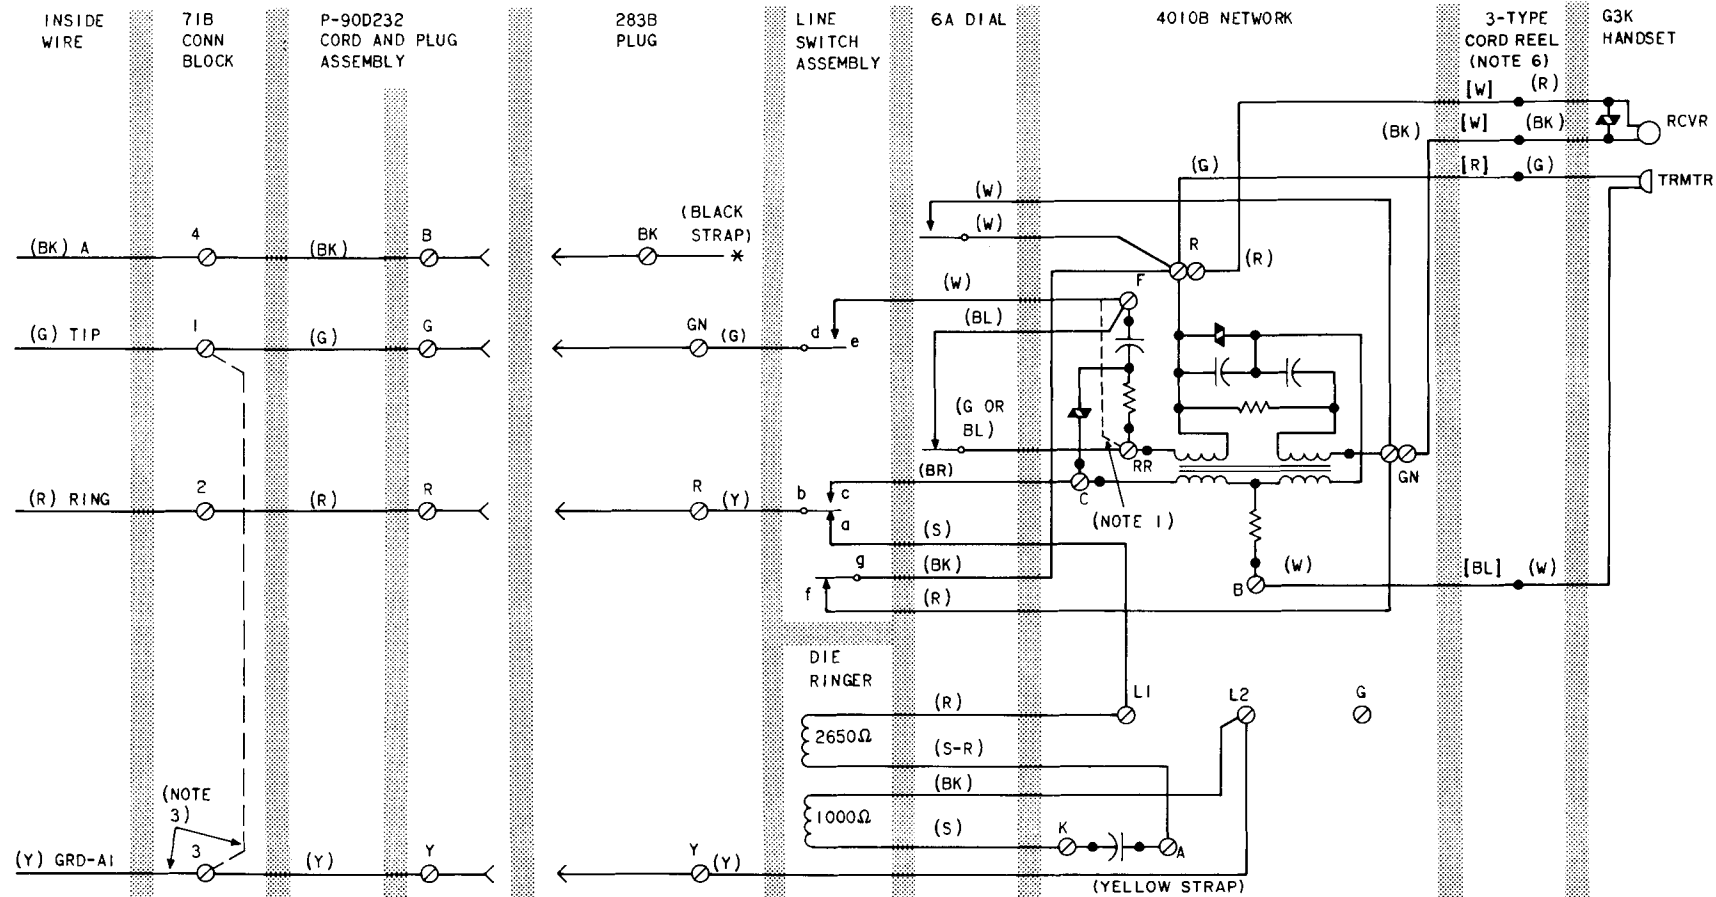 INSIDE
WIRE
71B
CONN
BLOCK
P-90D232
CORD AND PLUG
ASSEMBLY
283B
PLUG
LINE
SWITCH
ASSEMBLY
6A DIAL
4010B NETWORK
3-TYPE
CORD REEL
(NOTE 6)
G3K
HANDSET
[W] (R)
(BK) [W] (BK)
RCVR
(G) [R] (G)
TRMTR
(W)
(W)
(BLACK
STRAP)
(BK) A
4
(BK)
B
BK
*
R
(R)
F
(W)
(BL)
(G) TIP
1
(G)
G
GN
(G)
d
e
(G OR
BL)
RR
(BR)
C
GN
(NOTE 1)
(R) RING
2
(R)
R
R
(Y)
b
c
a
(S)
g
(BK)
f
(R)
B
(W)
[BL] (W)
DIE
RINGER
L1
L2
G
(R)
2650Ω
(S-R)
(BK)
1000Ω
(S)
K
A
(NOTE
3)
(Y) GRD-A1
3
(Y)
Y
Y
(Y)
(YELLOW STRAP)